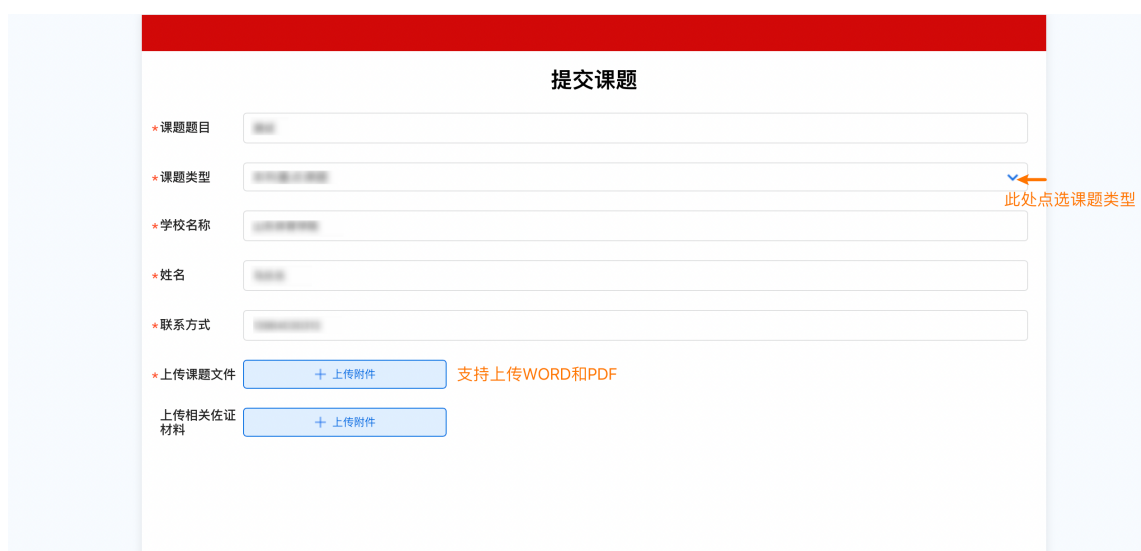 提交课题
*课题题目
*课题类型
此处点选课题类型
*学校名称
*姓名
*联系方式
*上传课题文件 + 上传附件 支持上传WORD和PDF
上传相关佐证
材料
+ 上传附件